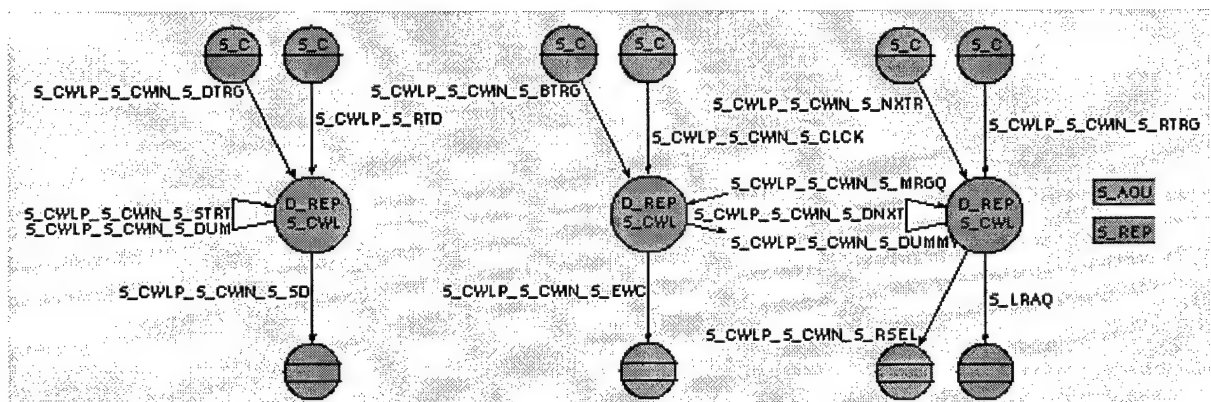 S_C S_C S_C S_C S_C S_C
S_CWLP_S_CWIN_S_DTRG
S_CWLP_S_RTD
S_CWLP_S_CWIN_S_BTRG
S_CWLP_S_CWIN_S_CLCK
S_CWLP_S_CWIN_S_NXTR
S_CWLP_S_CWIN_S_RTRG
S_CWLP_S_CWIN_S_STRT
S_CWLP_S_CWIN_S_DUM
D_REP
S_CWL
D_REP
S_CWL
S_CWLP_S_CWIN_S_MRGQ
S_CWLP_S_CWIN_S_DNXT
S_CWLP_S_CWIN_S_DUMMY
D_REP
S_CWL
S_AOU
S_REP
S_CWLP_S_CWIN_S_SD
S_CWLP_S_CWIN_S_EWC
S_CWLP_S_CWIN_S_RSEL
S_LRAQ